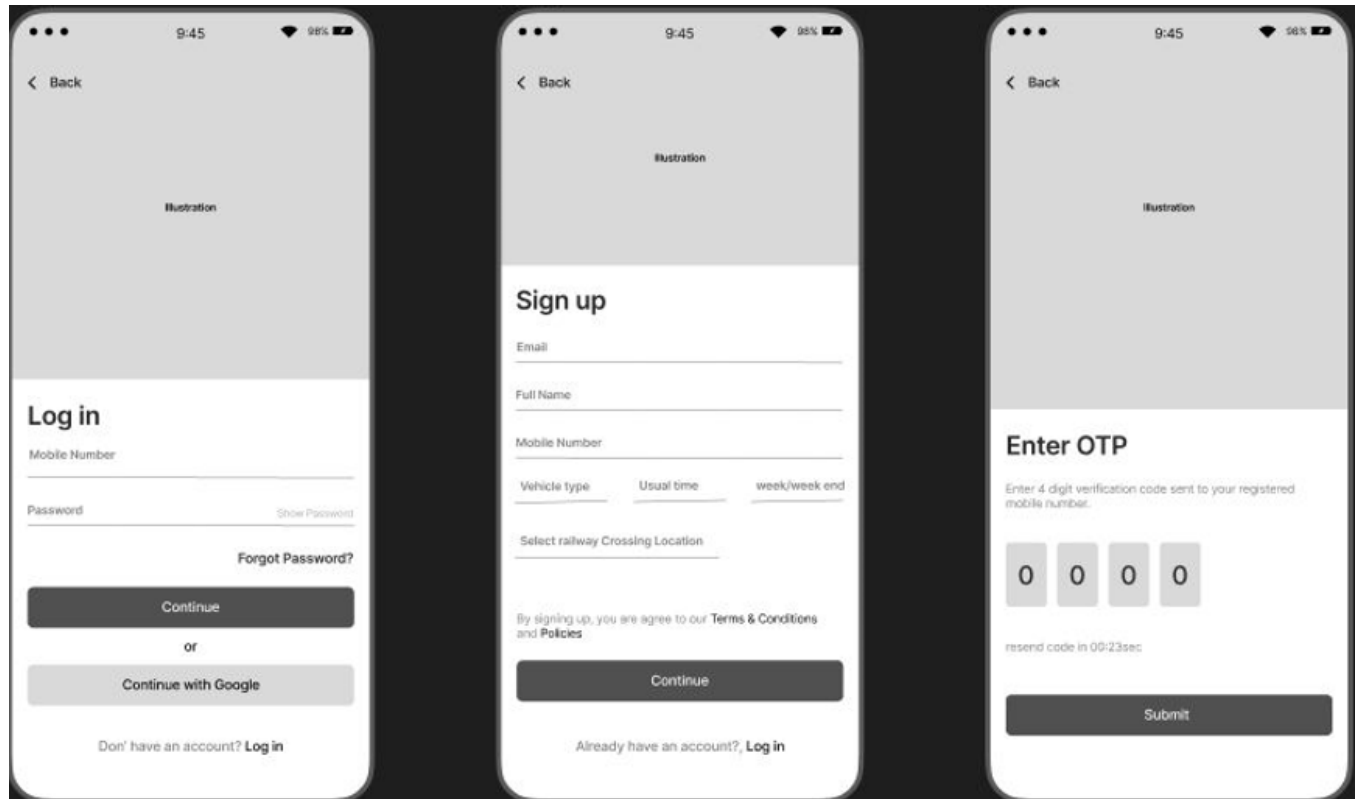 9:45
98%
Back
Illustration
Log in
Mobile Number
Password
Show Password
Forgot Password?
Continue
or
Continue with Google
Don' have an account? Log in
9:45
98%
Back
Illustration
Sign up
Email
Full Name
Mobile Number
Vehicle type
Usual time
week/week end
Select railway Crossing Location
By signing up, you are agree to our Terms & Conditions
and Policies
Continue
Already have an account?, Log in
9:45
98%
Back
Illustration
Enter OTP
Enter 4 digit verification code sent to your registered
mobile number.
0 0 0 0
resend code in 00:23sec
Submit